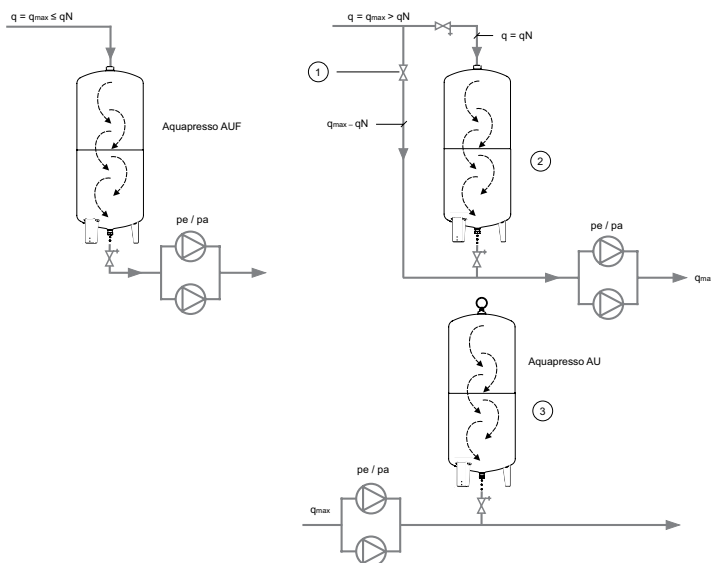 q = qmax ≤ qN
Aquapresso AUF
pe / pa
q = qmax > qN
q = qN
1
qmax – qN
2
pe / pa
qma
Aquapresso AU
3
pe / pa
qmax